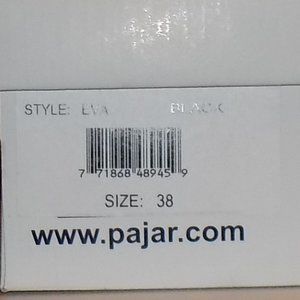 STYLE: EVA BLACK
7 71868 48945 9
SIZE: 38
www.pajar.com